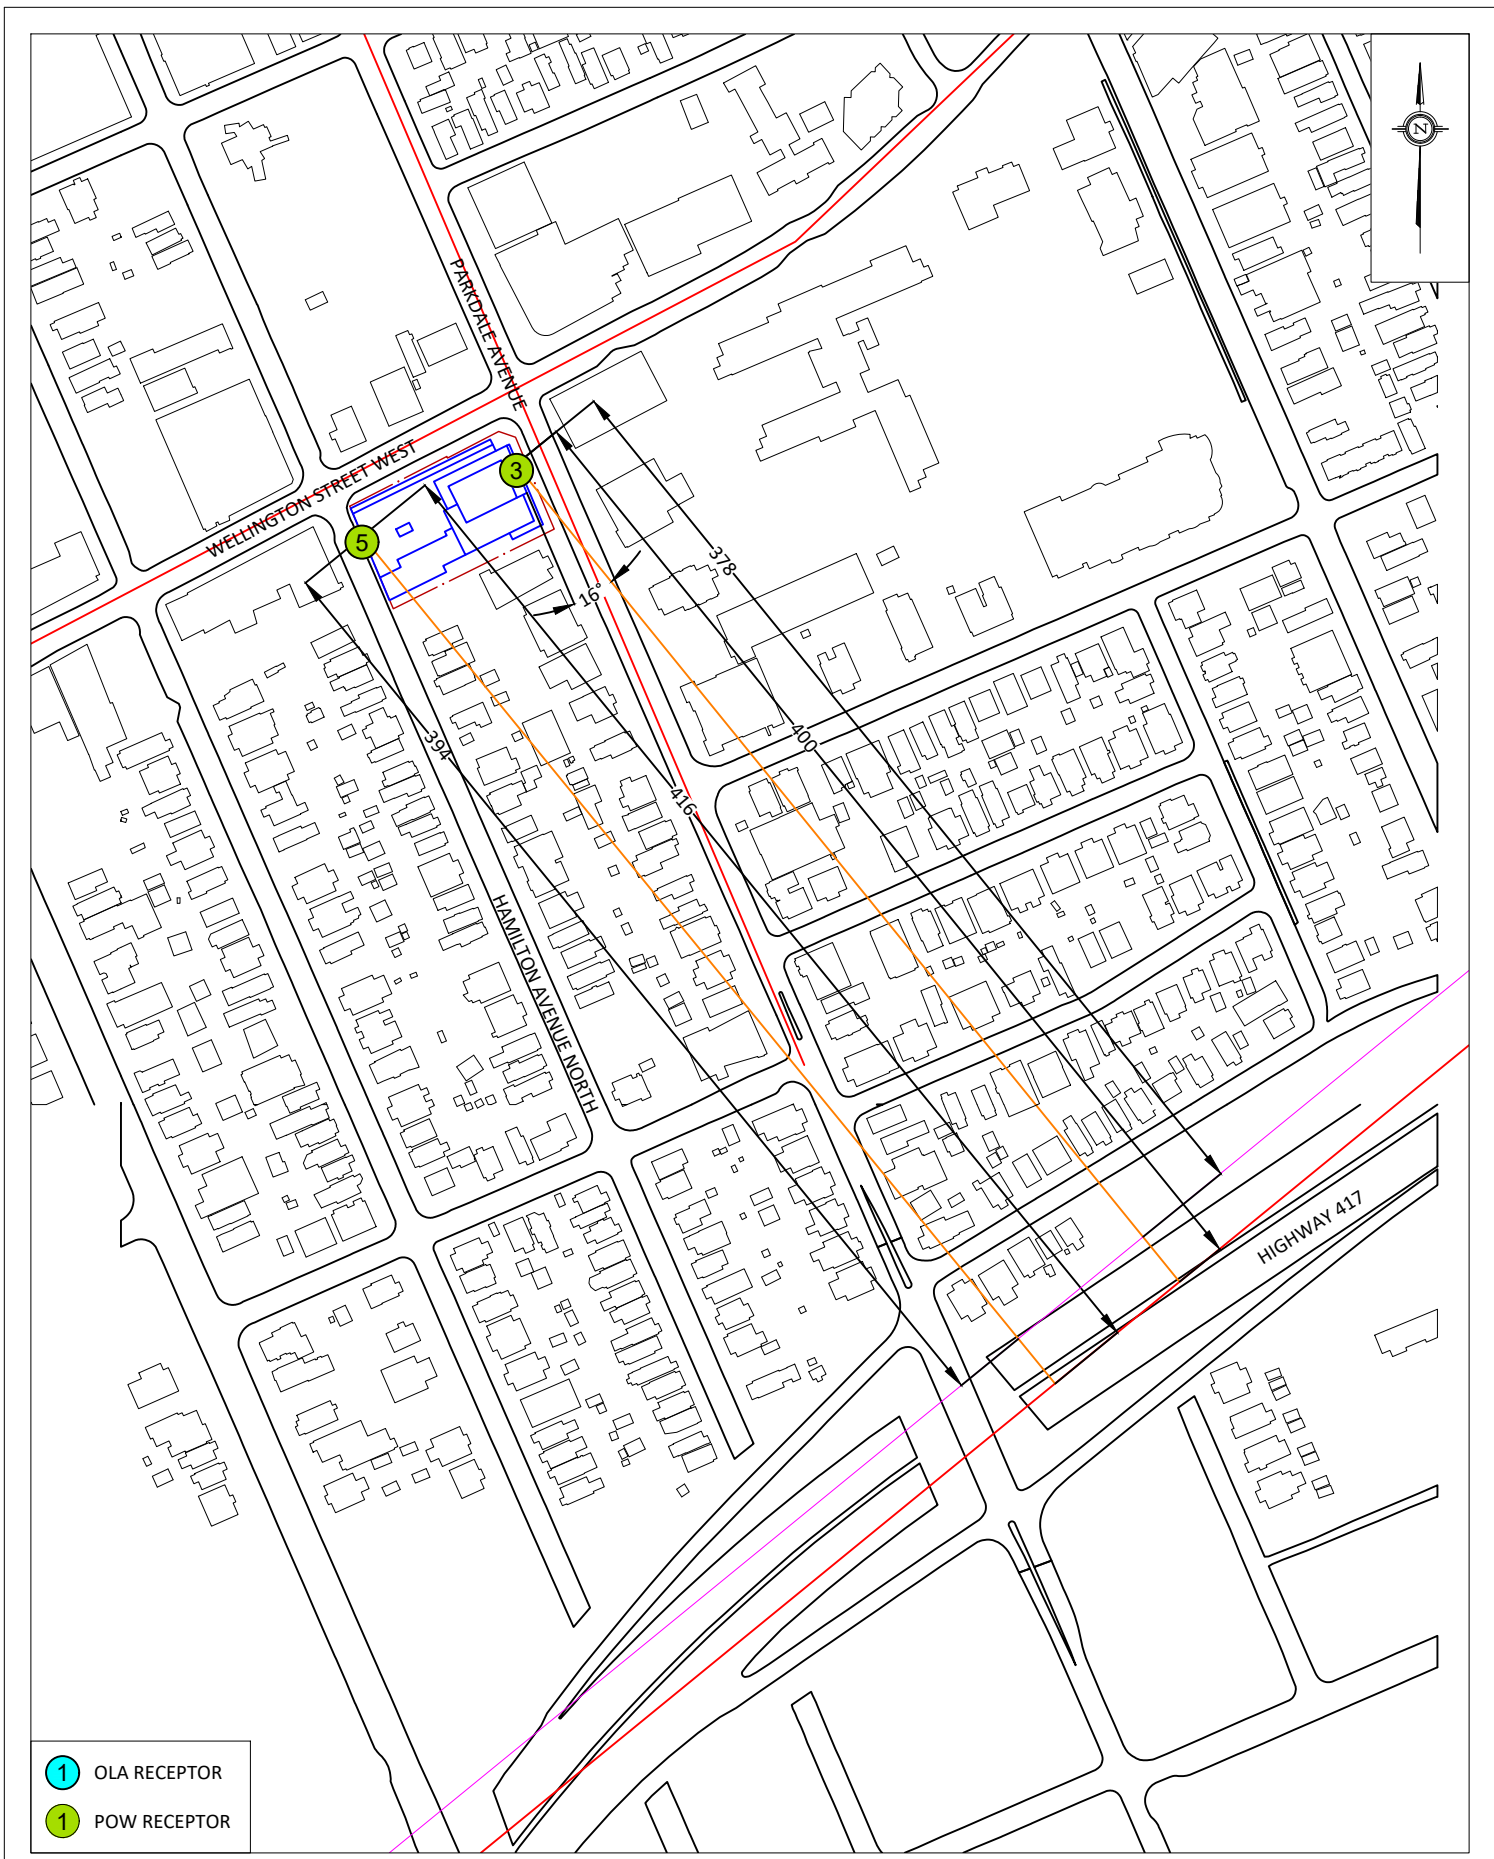 N
PARKDALE AVENUE
WELLINGTON STREET WEST
3
5
378
16°
400
394
416
HAMILTON AVENUE NORTH
HIGHWAY 417
1 OLA RECEPTOR
1 POW RECEPTOR